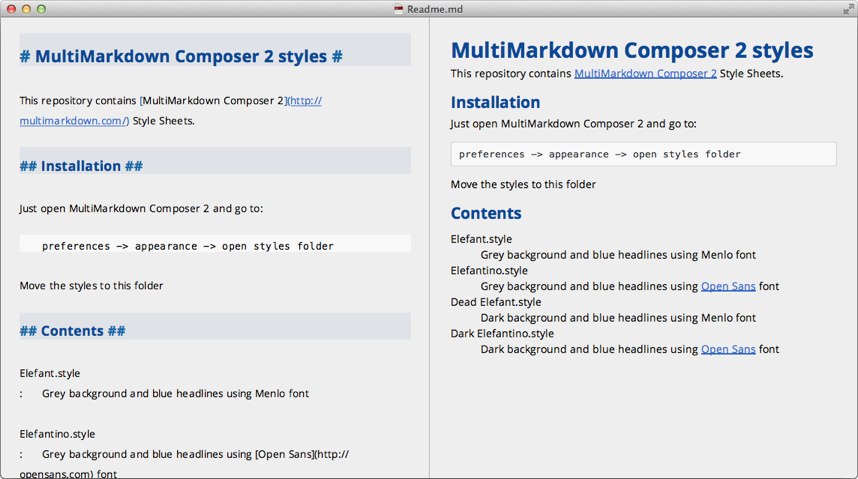 Readme.md
# MultiMarkdown Composer 2 styles #
This repository contains [MultiMarkdown Composer 2](http://
multimarkdown.com/) Style Sheets.
## Installation ##
Just open MultiMarkdown Composer 2 and go to:
preferences -> appearance -> open styles folder
Move the styles to this folder
## Contents ##
Elefant.style
: Grey background and blue headlines using Menlo font
Elefantino.style
: Grey background and blue headlines using [Open Sans](http://
opensans.com) font
MultiMarkdown Composer 2 styles
This repository contains MultiMarkdown Composer 2 Style Sheets.
Installation
Just open MultiMarkdown Composer 2 and go to:
preferences -> appearance -> open styles folder
Move the styles to this folder
Contents
Elefant.style
Grey background and blue headlines using Menlo font
Elefantino.style
Grey background and blue headlines using Open Sans font
Dead Elefant.style
Dark background and blue headlines using Menlo font
Dark Elefantino.style
Dark background and blue headlines using Open Sans font